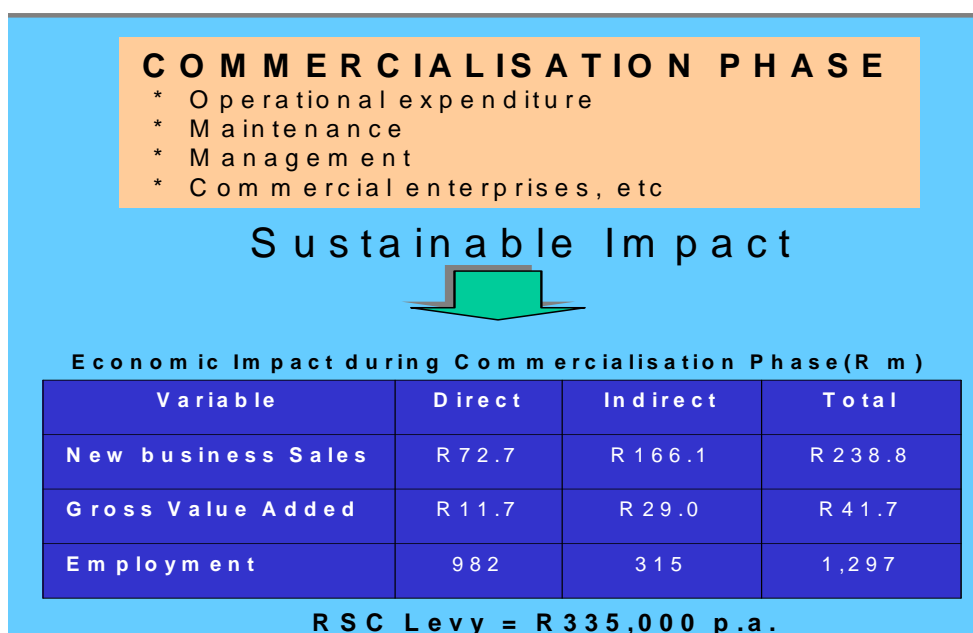 COMMERCIALISATION PHASE
* Operational expenditure
* Maintenance
* Management
* Commercial enterprises, etc
Sustainable Impact
Economic Impact during Commercialisation Phase(R m)
Variable Direct Indirect Total
New business Sales R72.7 R166.1 R238.8
Gross Value Added R11.7 R29.0 R41.7
Employment 982 315 1,297
RSC Levy = R335,000 p.a.